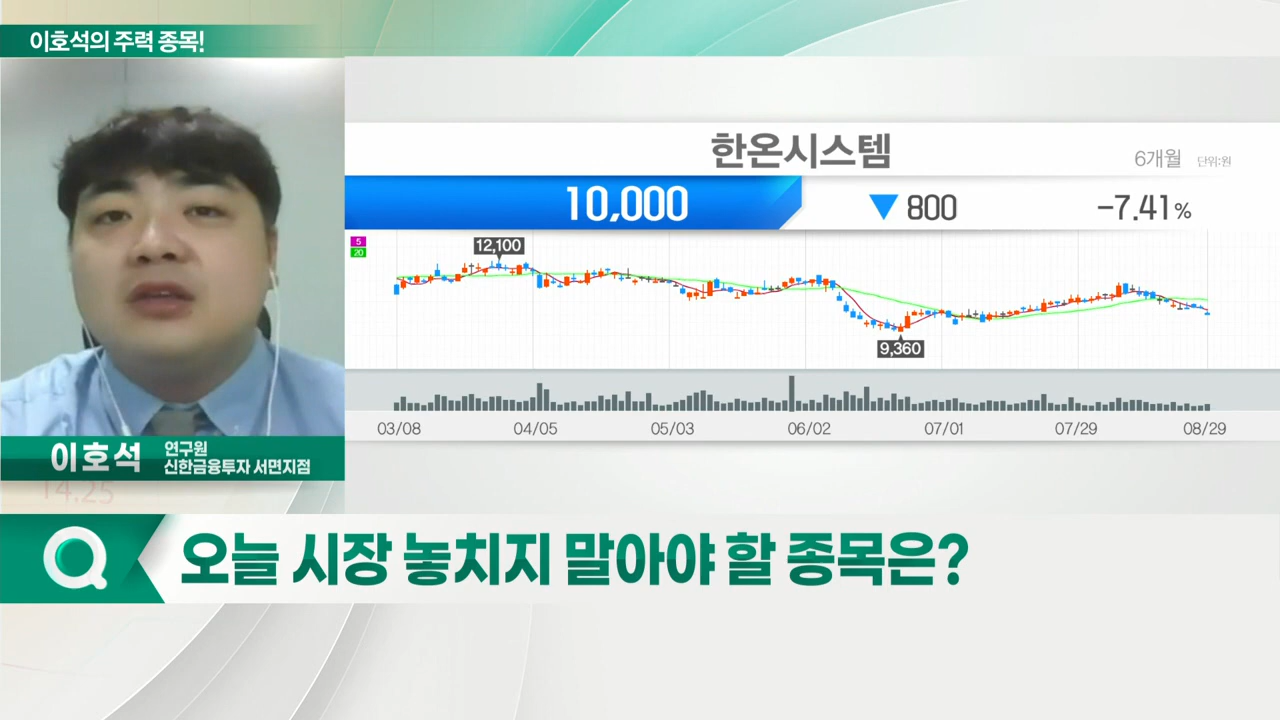 이호석의 주력 종목!
한온시스템
6개월 단위:원
10,000 ▼800 -7.41%
5
20
12,100
9,360
03/08 04/05 05/03 06/02 07/01 07/29 08/29
이호석 연구원
신한금융투자 서면지점
14.25
Q 오늘 시장 놓치지 말아야 할 종목은?